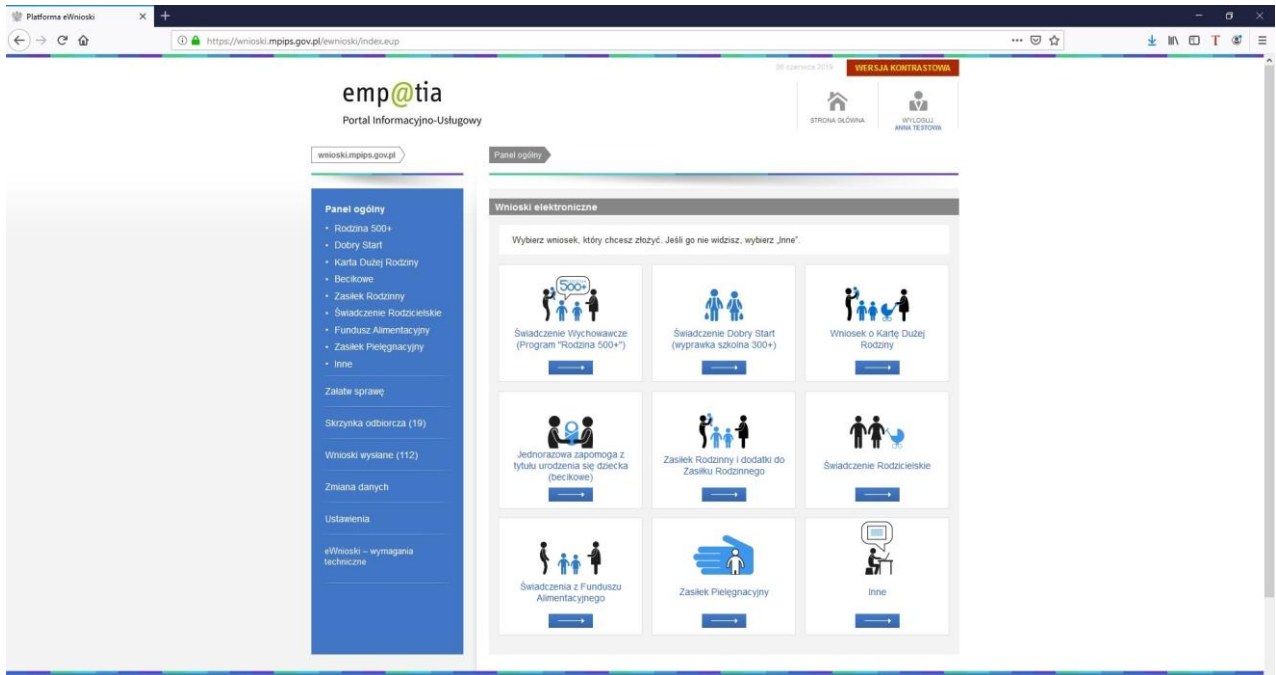 Platforma eWnioski
https://wnioski.mpips.gov.pl/ewnioski/index.eup
WERSJA KONTRASTOWA
emp@tia
Portal Informacyjno-Usługowy
STRONA GŁÓWNA
WYLOGUJ
ANNA TESTOWA
wnioski.mpips.gov.pl
Panel ogólny
Panel ogólny
Rodzina 500+
Dobry Start
Karta Dużej Rodziny
Becikowe
Zasiłek Rodzinny
Świadczenie Rodzicielskie
Fundusz Alimentacyjny
Zasiłek Pielęgnacyjny
Inne
Załatw sprawę
Skrzynka odbiorcza (19)
Wnioski wysłane (112)
Zmiana danych
Ustawienia
eWnioski – wymagania
techniczne
Wnioski elektroniczne
Wybierz wniosek, który chcesz złożyć. Jeśli go nie widzisz, wybierz „Inne”.
500+
Świadczenie Wychowawcze
(Program "Rodzina 500+")
Świadczenie Dobry Start
(wyprawka szkolna 300+)
Wniosek o Kartę Dużej
Rodziny
Jednorazowa zapomoga z
tytułu urodzenia się dziecka
(becikowe)
Zasiłek Rodzinny i dodatki do
Zasiłku Rodzinnego
Świadczenie Rodzicielskie
Świadczenia z Funduszu
Alimentacyjnego
Zasiłek Pielęgnacyjny
Inne